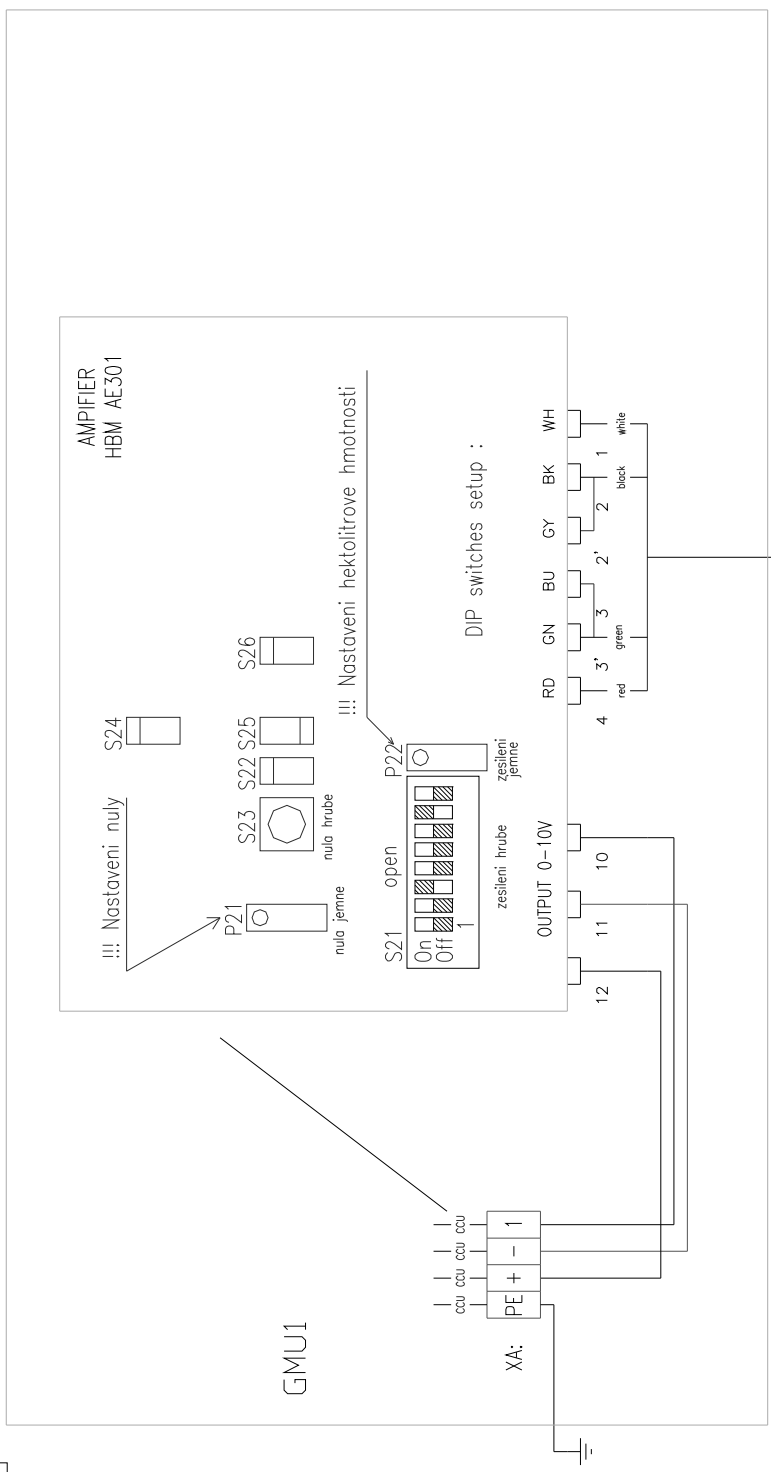 AMPIFIER
HBM AE301
!!! Nastaveni nuly
S24
P21
nula jemne
S23
nula hrube
S22
S25
S26
!!! Nastaveni hektolitrove hmotnosti
S21
open
On
Off
1
P22
zesileni
jemne
zesileni hrube
DIP switches setup :
OUTPUT 0-10V
RD
GN
BU
GY
BK
WH
12
11
10
4
3'
3
2'
2
1
red
green
black
white
GMU1
CCU
CCU
CCU
CCU
XA:
PE
+
-
1